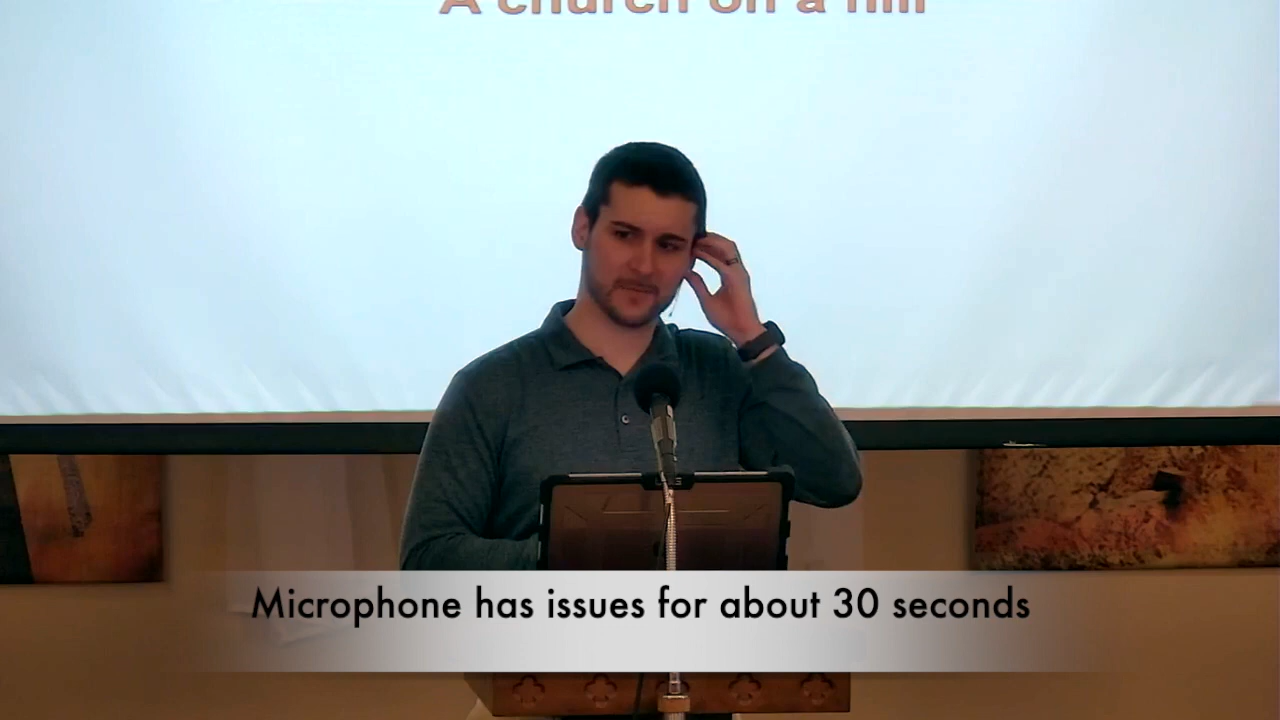 A church on a hill
Microphone has issues for about 30 seconds